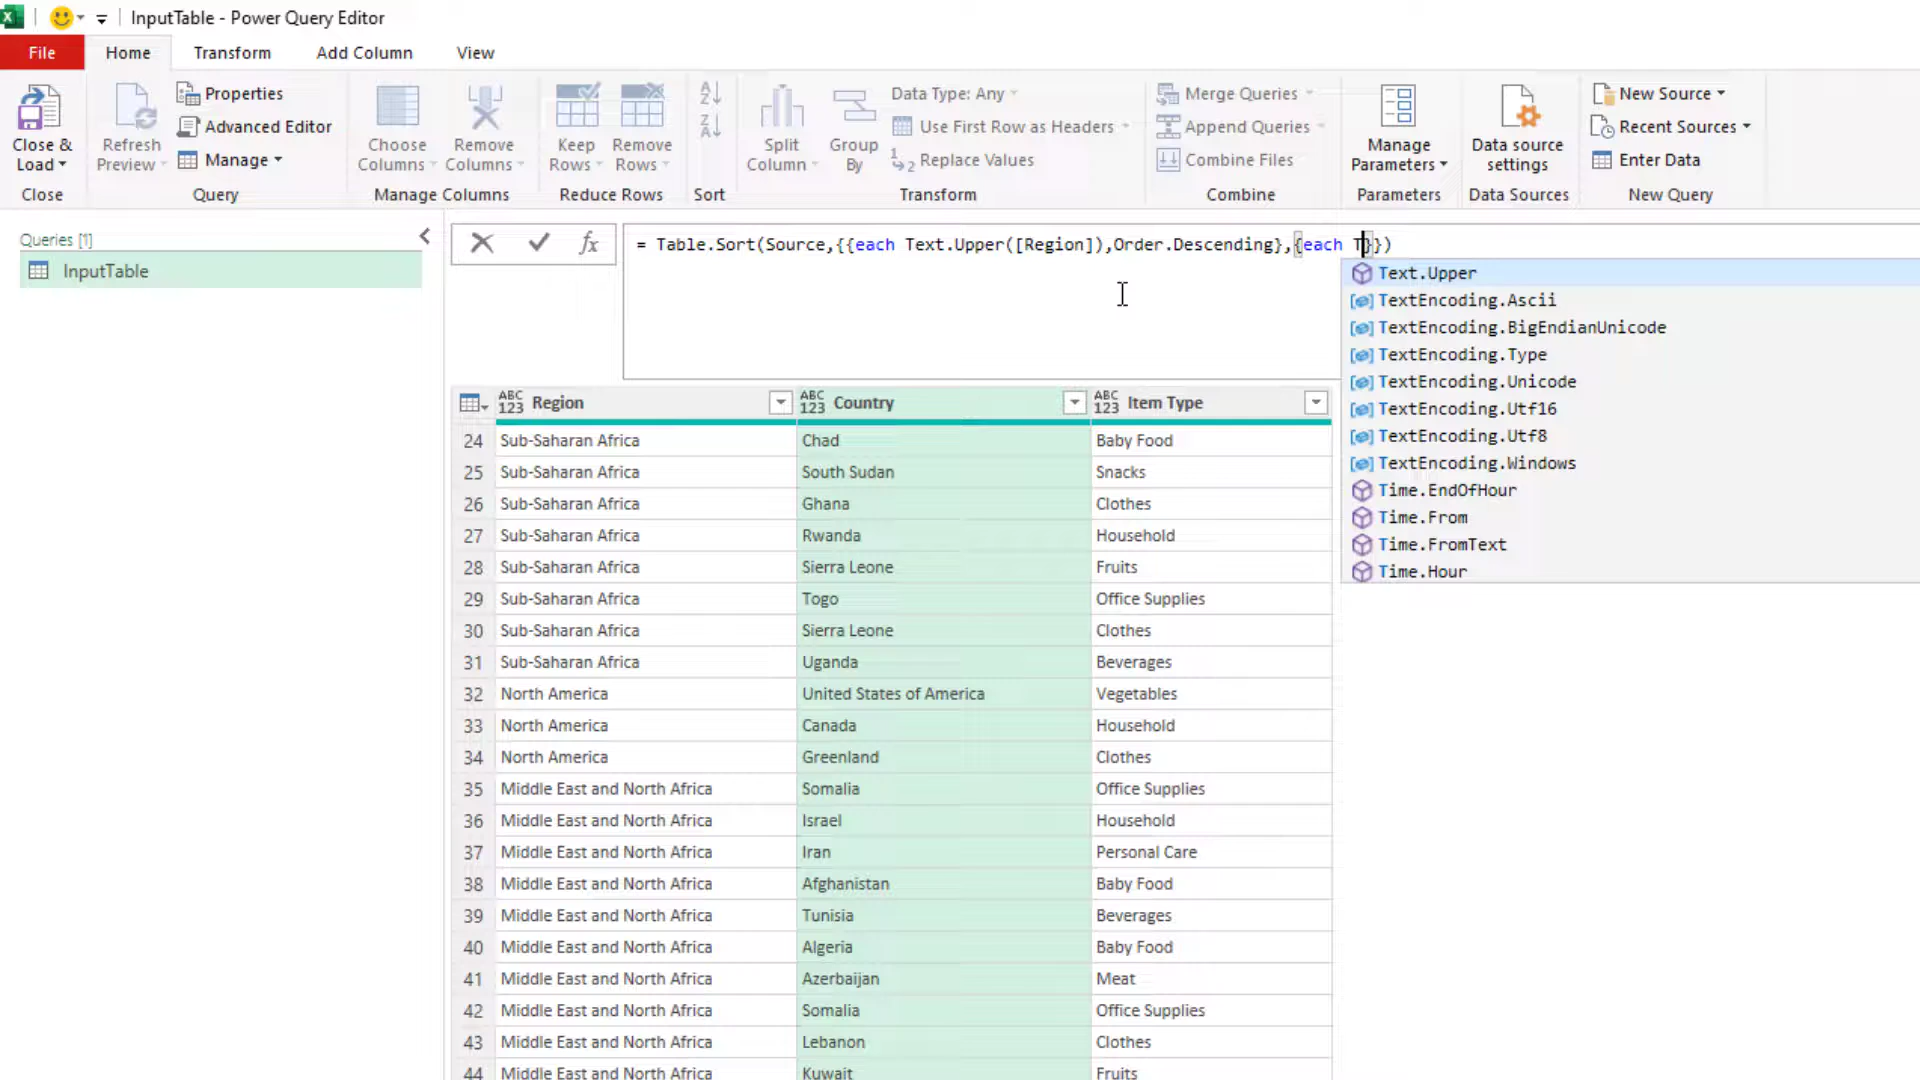 InputTable - Power Query Editor
File Home Transform Add Column View
Close & Load
Close
Refresh Preview
Properties
Advanced Editor
Manage
Query
Choose Columns
Remove Columns
Manage Columns
Keep Rows
Remove Rows
Reduce Rows
Sort
Split Column
Group By
Data Type: Any
Use First Row as Headers
Replace Values
Transform
Merge Queries
Append Queries
Combine Files
Combine
Manage Parameters
Parameters
Data source settings
Data Sources
New Source
Recent Sources
Enter Data
New Query
Queries [1]
InputTable
fx
= Table.Sort(Source,{{each Text.Upper([Region]),Order.Descending},{each T}})
Text.Upper
TextEncoding.Ascii
TextEncoding.BigEndianUnicode
TextEncoding.Type
TextEncoding.Unicode
TextEncoding.Utf16
TextEncoding.Utf8
TextEncoding.Windows
Time.EndOfHour
Time.From
Time.FromText
Time.Hour
ABC 123 Region ABC 123 Country ABC 123 Item Type
24 Sub-Saharan Africa Chad Baby Food
25 Sub-Saharan Africa South Sudan Snacks
26 Sub-Saharan Africa Ghana Clothes
27 Sub-Saharan Africa Rwanda Household
28 Sub-Saharan Africa Sierra Leone Fruits
29 Sub-Saharan Africa Togo Office Supplies
30 Sub-Saharan Africa Sierra Leone Clothes
31 Sub-Saharan Africa Uganda Beverages
32 North America United States of America Vegetables
33 North America Canada Household
34 North America Greenland Clothes
35 Middle East and North Africa Somalia Office Supplies
36 Middle East and North Africa Israel Household
37 Middle East and North Africa Iran Personal Care
38 Middle East and North Africa Afghanistan Baby Food
39 Middle East and North Africa Tunisia Beverages
40 Middle East and North Africa Algeria Baby Food
41 Middle East and North Africa Azerbaijan Meat
42 Middle East and North Africa Somalia Office Supplies
43 Middle East and North Africa Lebanon Clothes
44 Middle East and North Africa Kuwait Fruits